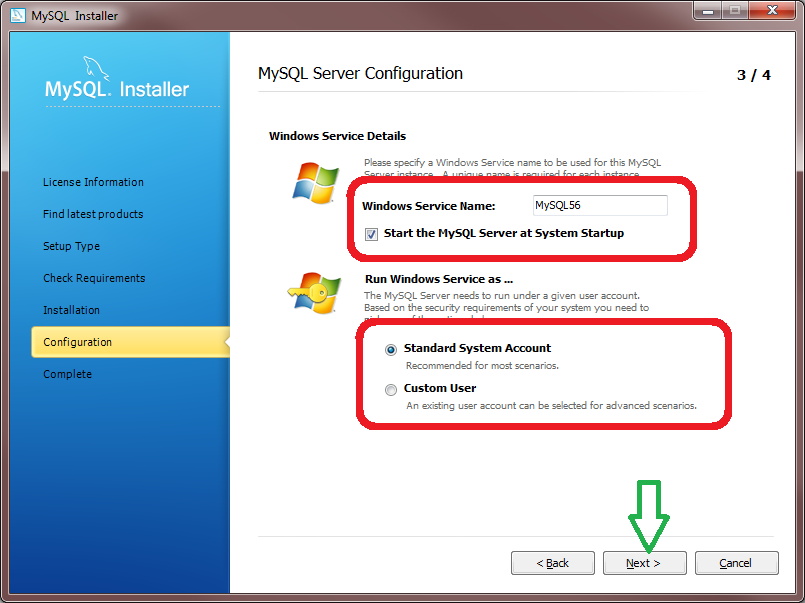 MySQL Installer
MySQL. Installer
License Information
Find latest products
Setup Type
Check Requirements
Installation
Configuration
Complete
MySQL Server Configuration
3 / 4
Windows Service Details
Please specify a Windows Service name to be used for this MySQL
Server instance. A unique name is required for each instance.
Windows Service Name:
MySQL56
Start the MySQL Server at System Startup
Run Windows Service as ...
The MySQL Server needs to run under a given user account.
Based on the security requirements of your system you need to
Standard System Account
Recommended for most scenarios.
Custom User
An existing user account can be selected for advanced scenarios.
< Back
Next >
Cancel